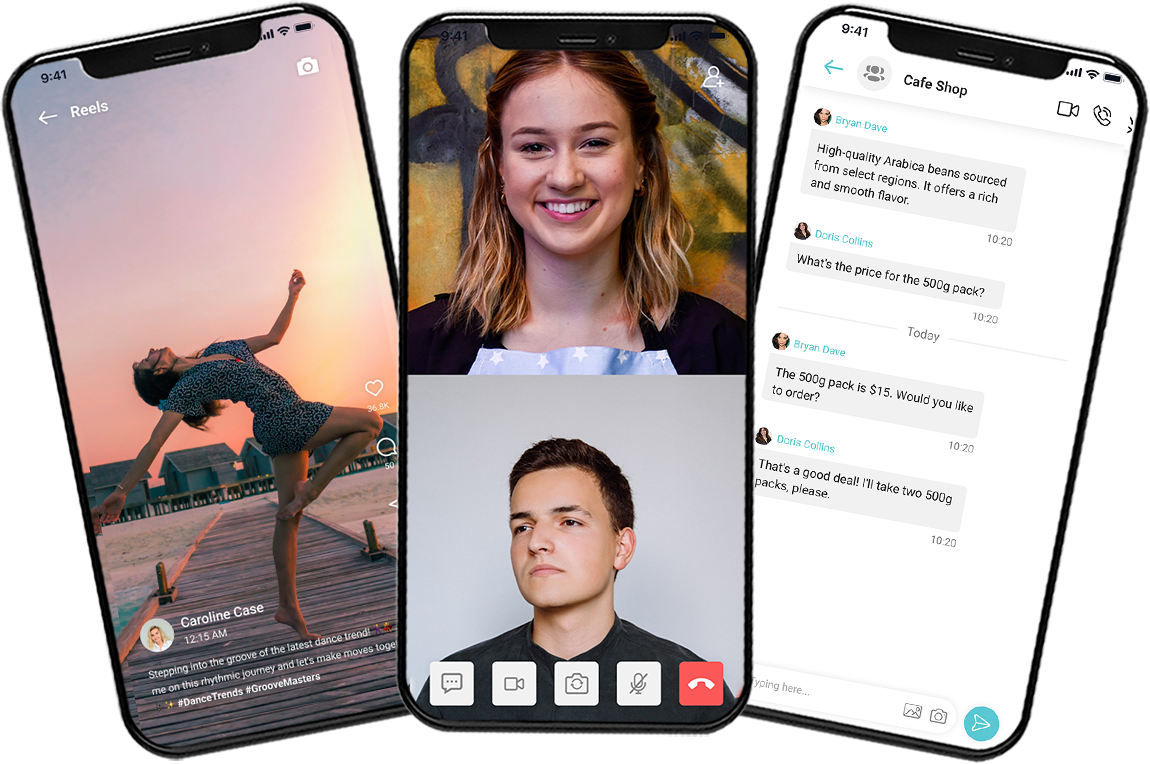 9:41
Reels
36.8K
50
Caroline Case
12:15 AM
Stepping into the groove of the latest dance trend!
me on this rhythmic journey and let's make moves toge
#DanceTrends #GrooveMasters
9:41
9:41
Cafe Shop
Bryan Dave
High-quality Arabica beans sourced
from select regions. It offers a rich
and smooth flavor.
10:20
Doris Collins
What's the price for the 500g pack?
10:20
Today
Bryan Dave
The 500g pack is $15. Would you like
to order?
10:20
Doris Collins
That's a good deal! I'll take two 500g
packs, please.
10:20
Typing here...